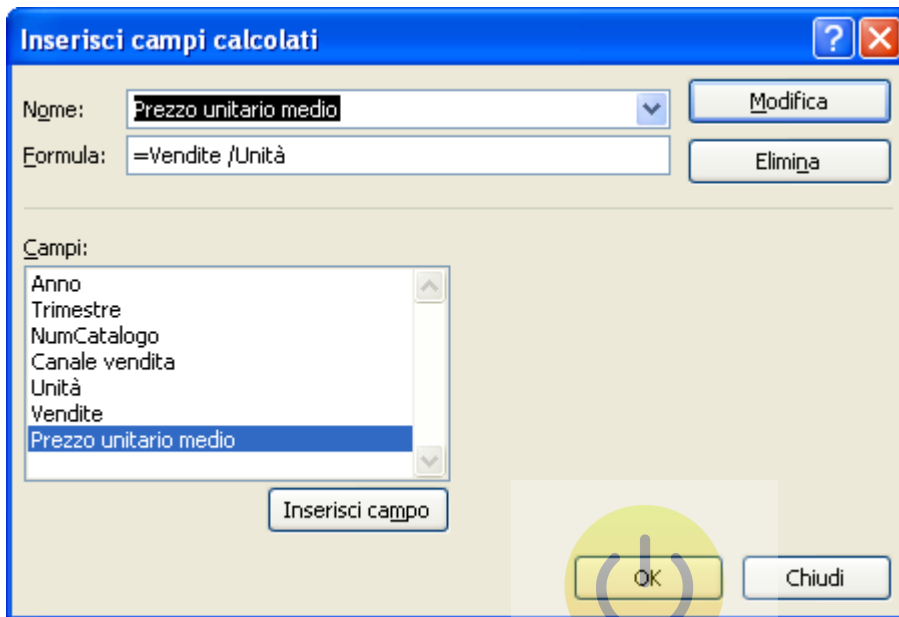 Inserisci campi calcolati
Nome: Prezzo unitario medio Modifica
Formula: =Vendite /Unità Elimina
Campi:
Anno
Trimestre
NumCatalogo
Canale vendita
Unità
Vendite
Prezzo unitario medio
Inserisci campo
OK Chiudi